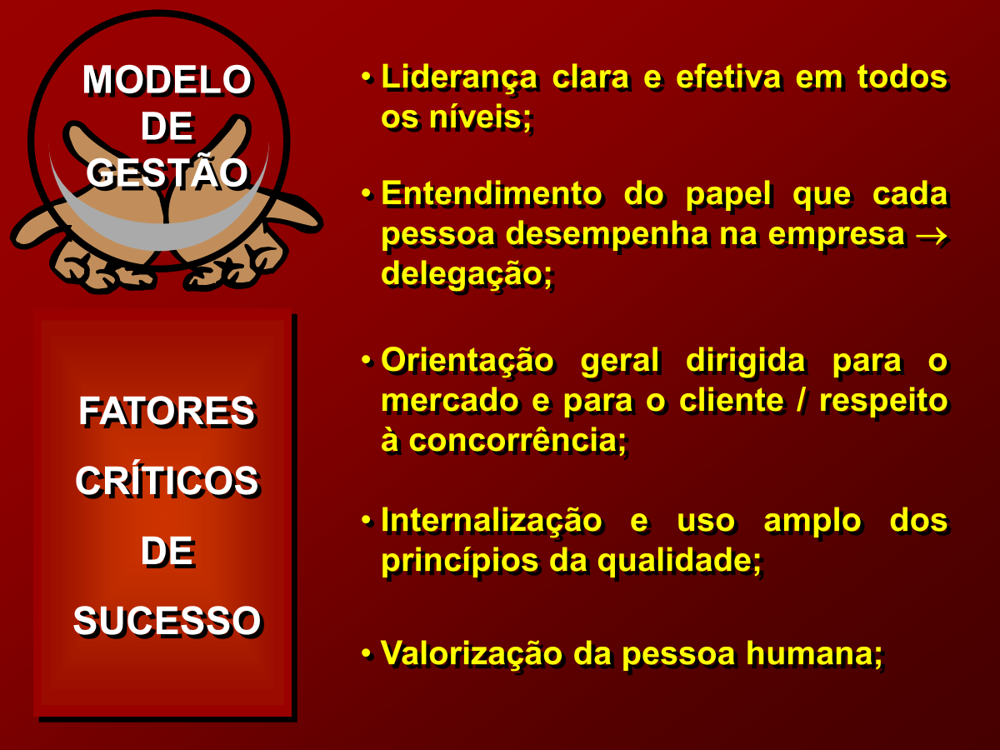 MODELO
DE
GESTÃO
FATORES
CRÍTICOS
DE
SUCESSO
• Liderança clara e efetiva em todos
os níveis;
• Entendimento do papel que cada
pessoa desempenha na empresa →
delegação;
• Orientação geral dirigida para o
mercado e para o cliente / respeito
à concorrência;
• Internalização e uso amplo dos
princípios da qualidade;
• Valorização da pessoa humana;